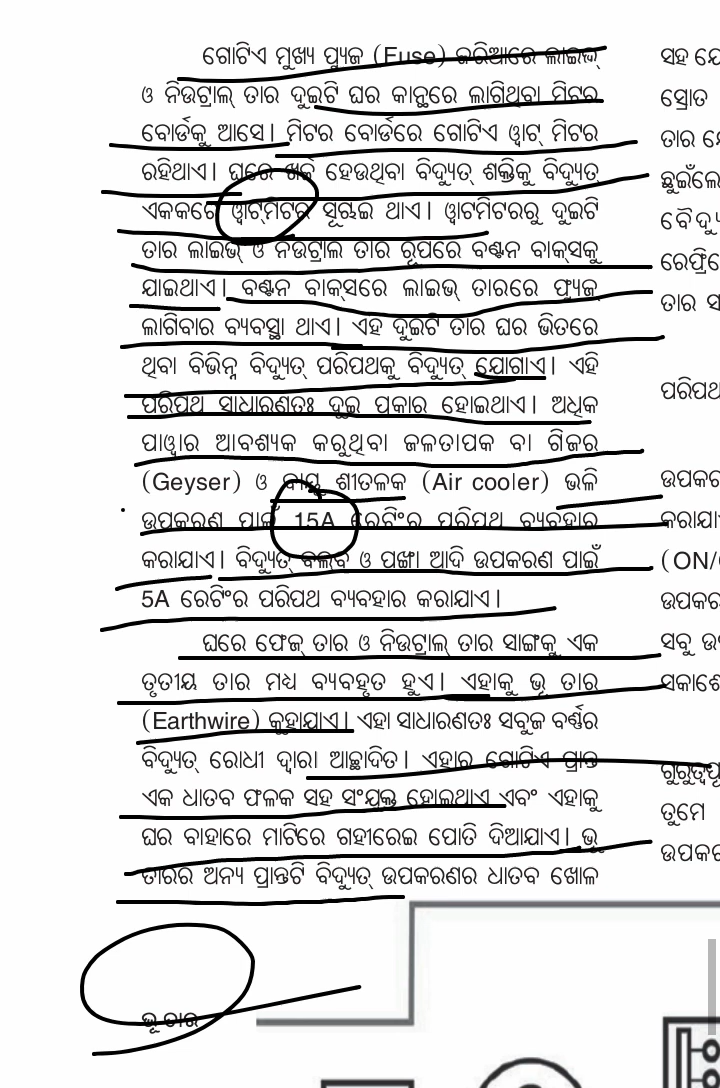 ଗୋଟିଏ ମୁଖ୍ୟ ଫ୍ୟୁଜ (Fuse) ଜରିଆରେ ଲାଇଭ୍
ଓ ନିଉଟ୍ରାଲ୍ ତାର ଦୁଇଟି ଘର କାନ୍ଥରେ ଲାଗିଥିବା ମିଟର
ବୋର୍ଡକୁ ଆସେ। ମିଟର ବୋର୍ଡରେ ଗୋଟିଏ ଓ୍ୱାଟ୍ ମିଟର
ରହିଥାଏ। ଘରେ ଖର୍ଚ୍ଚ ହେଉଥିବା ବିଦ୍ୟୁତ୍ ଶକ୍ତିକୁ ବିଦ୍ୟୁତ୍
ଏକକରେ ଓ୍ୱାଟ୍‌ମିଟର ସୂଚାଇ ଥାଏ। ଓ୍ୱାଟମିଟରରୁ ଦୁଇଟି
ତାର ଲାଇଭ୍ ଓ ନିଉଟ୍ରାଲ ତାର ରୂପରେ ବଣ୍ଟନ ବାକ୍ସକୁ
ଯାଇଥାଏ। ବଣ୍ଟନ ବାକ୍ସରେ ଲାଇଭ୍ ତାରରେ ଫ୍ୟୁଜ୍
ଲାଗିବାର ବ୍ୟବସ୍ଥା ଥାଏ। ଏହ ଦୁଇଟି ତାର ଘର ଭିତରେ
ଥିବା ବିଭିନ୍ନ ବିଦ୍ୟୁତ୍ ପରିପଥକୁ ବିଦ୍ୟୁତ୍ ଯୋଗାଏ। ଏହି
ପରିପଥ ସାଧାରଣତଃ ଦୁଇ ପ୍ରକାର ହୋଇଥାଏ। ଅଧିକ
ପାଓ୍ୱାର ଆବଶ୍ୟକ କରୁଥିବା ଜଳତାପକ ବା ଗିଜର
(Geyser) ଓ ବାୟୁ ଶୀତଳକ (Air cooler) ଭଳି
ଉପକରଣ ପାଇଁ 15A ରେଟିଂର ପରିପଥ ବ୍ୟବହାର
କରାଯାଏ। ବିଦ୍ୟୁତ୍ ବଲବ ଓ ପଙ୍ଖା ଆଦି ଉପକରଣ ପାଇଁ
5A ରେଟିଂର ପରିପଥ ବ୍ୟବହାର କରାଯାଏ।
ଘରେ ଫେଜ୍ ତାର ଓ ନିଉଟ୍ରାଲ୍ ତାର ସାଙ୍ଗକୁ ଏକ
ତୃତୀୟ ତାର ମଧ୍ୟ ବ୍ୟବହୃତ ହୁଏ। ଏହାକୁ ଭୂ ତାର
(Earthwire) କୁହାଯାଏ। ଏହା ସାଧାରଣତଃ ସବୁଜ ବର୍ଣ୍ଣର
ବିଦ୍ୟୁତ୍ ରୋଧୀ ଦ୍ୱାରା ଆଚ୍ଛାଦିତ। ଏହାର ଗୋଟିଏ ପ୍ରାନ୍ତ
ଏକ ଧାତବ ଫଳକ ସହ ସଂଯୁକ୍ତ ହୋଇଥାଏ ଏବଂ ଏହାକୁ
ଘର ବାହାରେ ମାଟିରେ ଗହୀରେଇ ପୋତି ଦିଆଯାଏ। ଭୂ
ତାରର ଅନ୍ୟ ପ୍ରାନ୍ତଟି ବିଦ୍ୟୁତ୍ ଉପକରଣର ଧାତବ ଖୋଳ
ଭୂ ତାର
ସହ
ସ୍ରୋତ
ତାର
ତାର
(ON/
ସବୁ
ତୁମେ